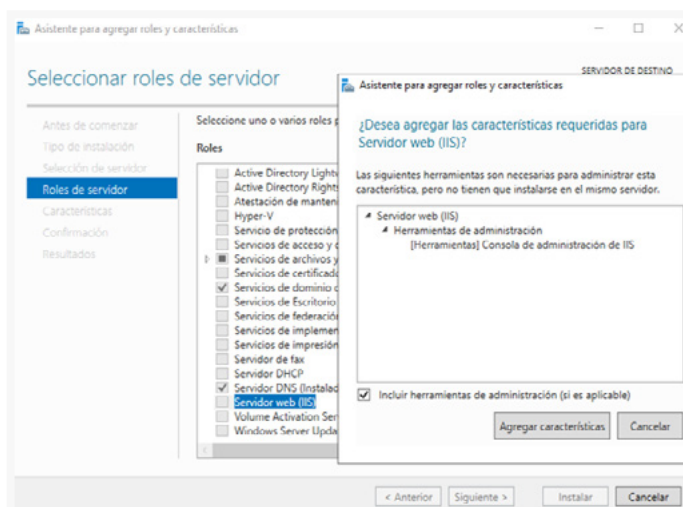 Asistente para agregar roles y características
Seleccionar roles de servidor
SERVIDOR DE DESTINO
Antes de comenzar
Tipo de instalación
Selección de servidor
Roles de servidor
Características
Confirmación
Resultados
Seleccione uno o varios roles p
Roles
Active Directory Lightw
Active Directory Rights
Atestación de manten
Hyper-V
Servicio de protección
Servicios de acceso y
Servicios de archivos y
Servicios de certificado
Servicios de dominio
Servicios de Escritorio
Servicios de federación
Servicios de implemen
Servicios de impresión
Servidor de fax
Servidor DHCP
Servidor DNS (Instalad
Servidor web (IIS)
Volume Activation Ser
Windows Server Upda
Asistente para agregar roles y características
¿Desea agregar las características requeridas para
Servidor web (IIS)?
Las siguientes herramientas son necesarias para administrar esta
característica, pero no tienen que instalarse en el mismo servidor.
Servidor web (IIS)
Herramientas de administración
[Herramientas] Consola de administración de IIS
Incluir herramientas de administración (si es aplicable)
Agregar características
Cancelar
< Anterior
Siguiente >
Instalar
Cancelar